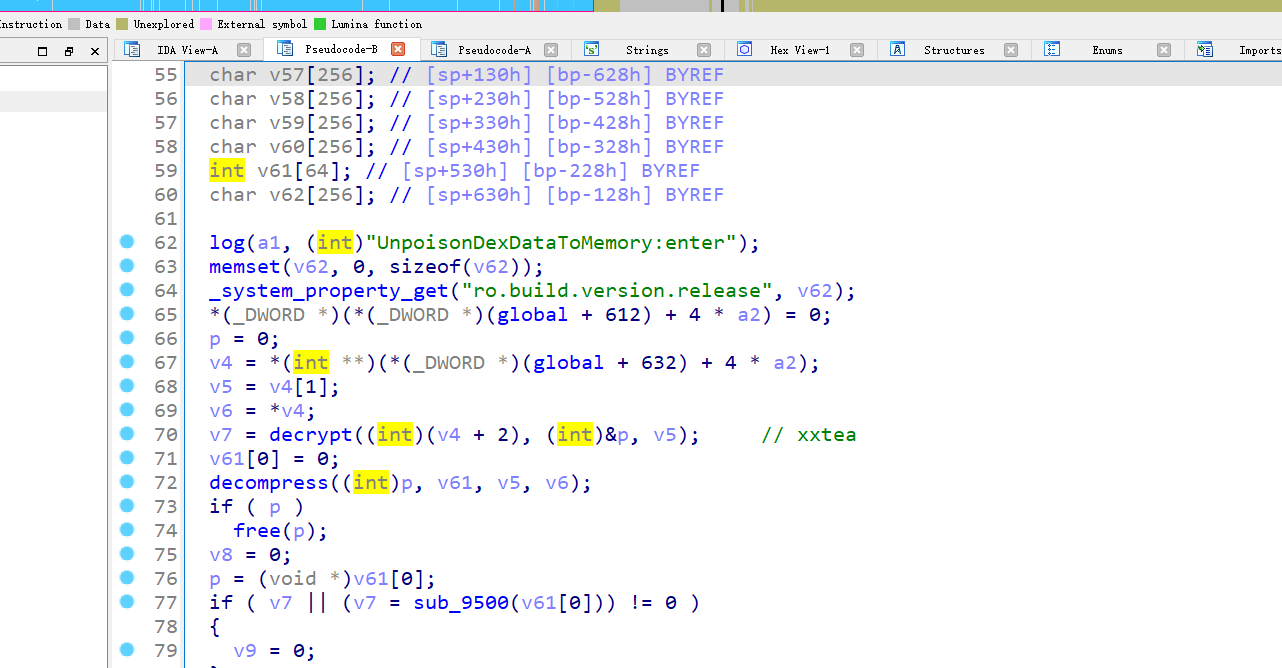 nstruction Data Unexplored External symbol Lumina function
IDA View-A Pseudocode-B Pseudocode-A Strings Hex View-1 Structures Enums Imports
55 char v57[256]; // [sp+130h] [bp-628h] BYREF
56 char v58[256]; // [sp+230h] [bp-528h] BYREF
57 char v59[256]; // [sp+330h] [bp-428h] BYREF
58 char v60[256]; // [sp+430h] [bp-328h] BYREF
59 int v61[64]; // [sp+530h] [bp-228h] BYREF
60 char v62[256]; // [sp+630h] [bp-128h] BYREF
61
62 log(a1, (int)"UnpoisonDexDataToMemory:enter");
63 memset(v62, 0, sizeof(v62));
64 _system_property_get("ro.build.version.release", v62);
65 *(_DWORD *)(*(_DWORD *)(global + 612) + 4 * a2) = 0;
66 p = 0;
67 v4 = *(int **)(*(_DWORD *)(global + 632) + 4 * a2);
68 v5 = v4[1];
69 v6 = *v4;
70 v7 = decrypt((int)(v4 + 2), (int)&p, v5); // xxtea
71 v61[0] = 0;
72 decompress((int)p, v61, v5, v6);
73 if ( p )
74 free(p);
75 v8 = 0;
76 p = (void *)v61[0];
77 if ( v7 || (v7 = sub_9500(v61[0])) != 0 )
78 {
79 v9 = 0;